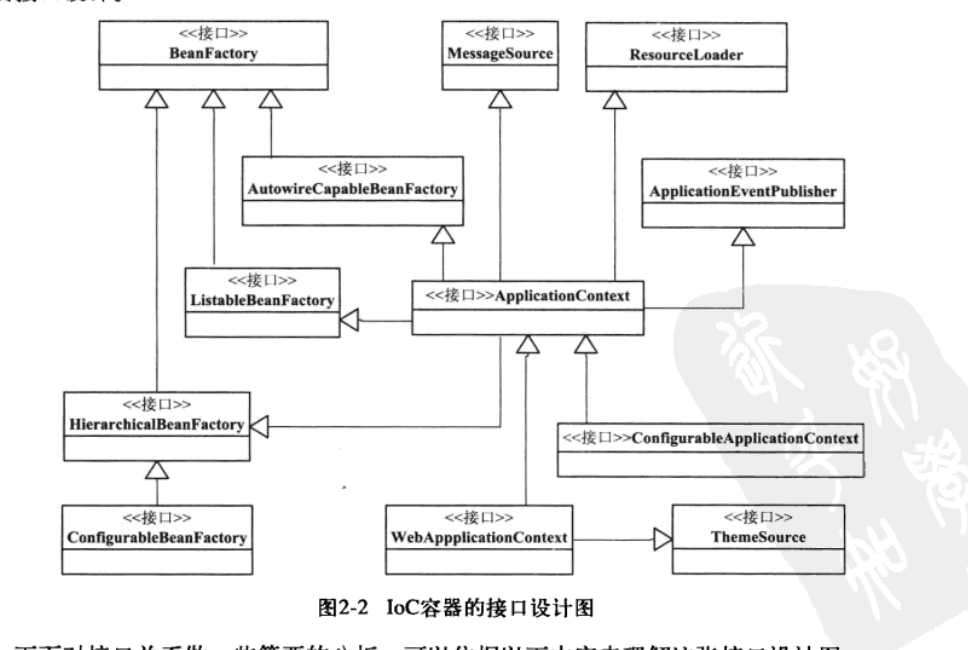 <<接口>>
BeanFactory
<<接口>>
MessageSource
<<接口>>
ResourceLoader
<<接口>>
AutowireCapableBeanFactory
<<接口>>
ApplicationEventPublisher
<<接口>>
ListableBeanFactory
<<接口>>ApplicationContext
<<接口>>
HierarchicalBeanFactory
<<接口>>ConfigurableApplicationContext
<<接口>>
ConfigurableBeanFactory
<<接口>>
WebAppplicationContext
<<接口>>
ThemeSource
图2-2 IoC容器的接口设计图